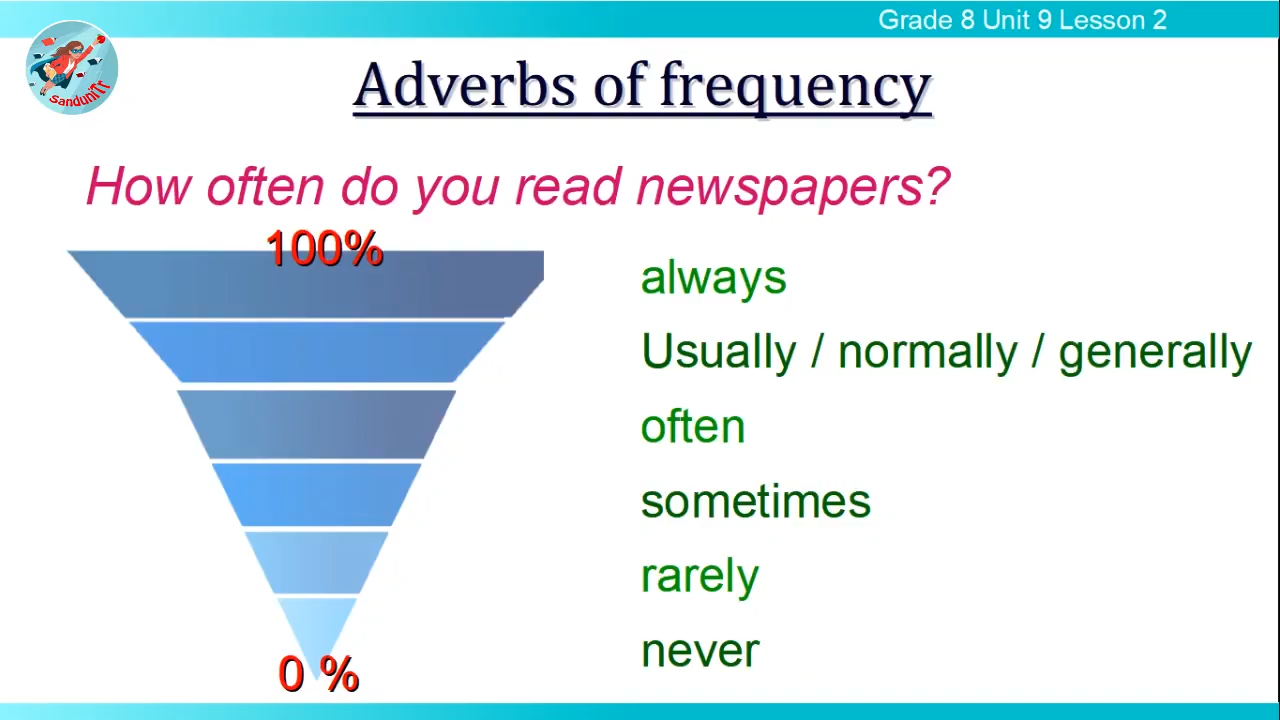 Grade 8 Unit 9 Lesson 2
SanduniTr
Adverbs of frequency
How often do you read newspapers?
100%
always
Usually / normally / generally
often
sometimes
rarely
never
0 %